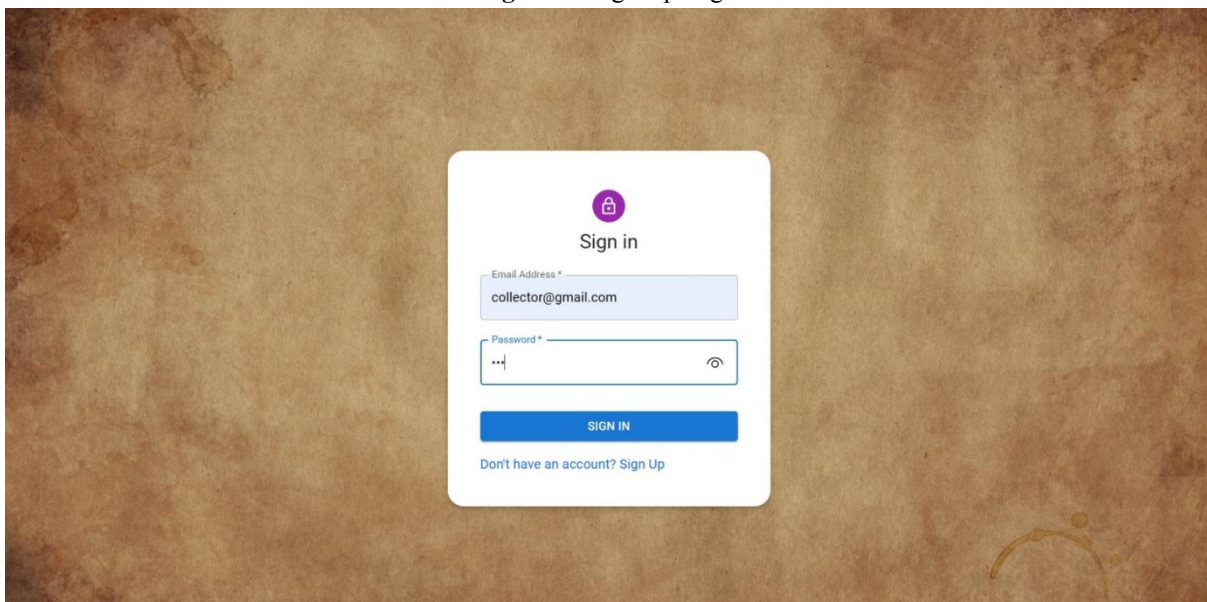 Sign in
Email Address *
collector@gmail.com
Password *
•••
SIGN IN
Don't have an account? Sign Up